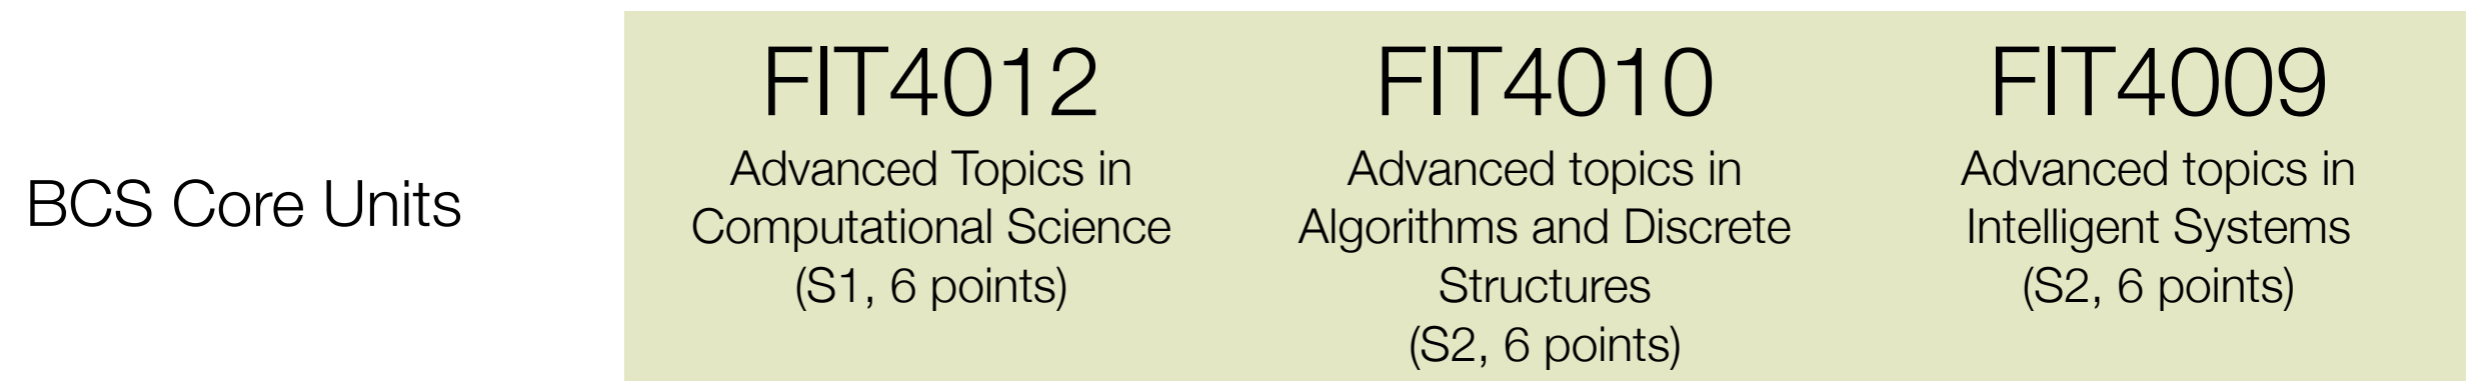 BCS Core Units
FIT4012
Advanced Topics in
Computational Science
(S1, 6 points)
FIT4010
Advanced topics in
Algorithms and Discrete
Structures
(S2, 6 points)
FIT4009
Advanced topics in
Intelligent Systems
(S2, 6 points)